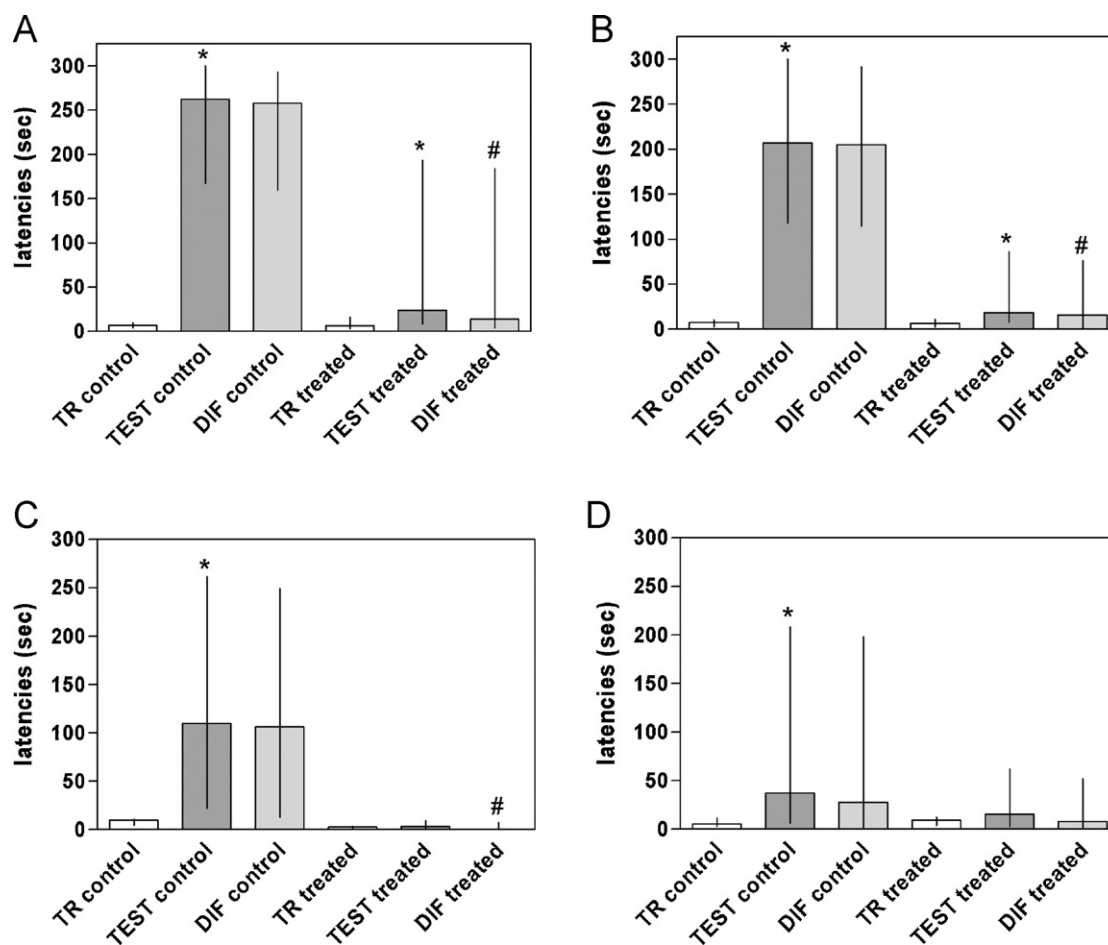 A
latencies (sec)
300
250
200
150
100
50
0
*
*
#
TR control
TEST control
DIF control
TR treated
TEST treated
DIF treated
B
latencies (sec)
300
250
200
150
100
50
0
*
*
#
TR control
TEST control
DIF control
TR treated
TEST treated
DIF treated
C
latencies (sec)
300
250
200
150
100
50
0
*
#
TR control
TEST control
DIF control
TR treated
TEST treated
DIF treated
D
latencies (sec)
300
250
200
150
100
50
0
*
TR control
TEST control
DIF control
TR treated
TEST treated
DIF treated